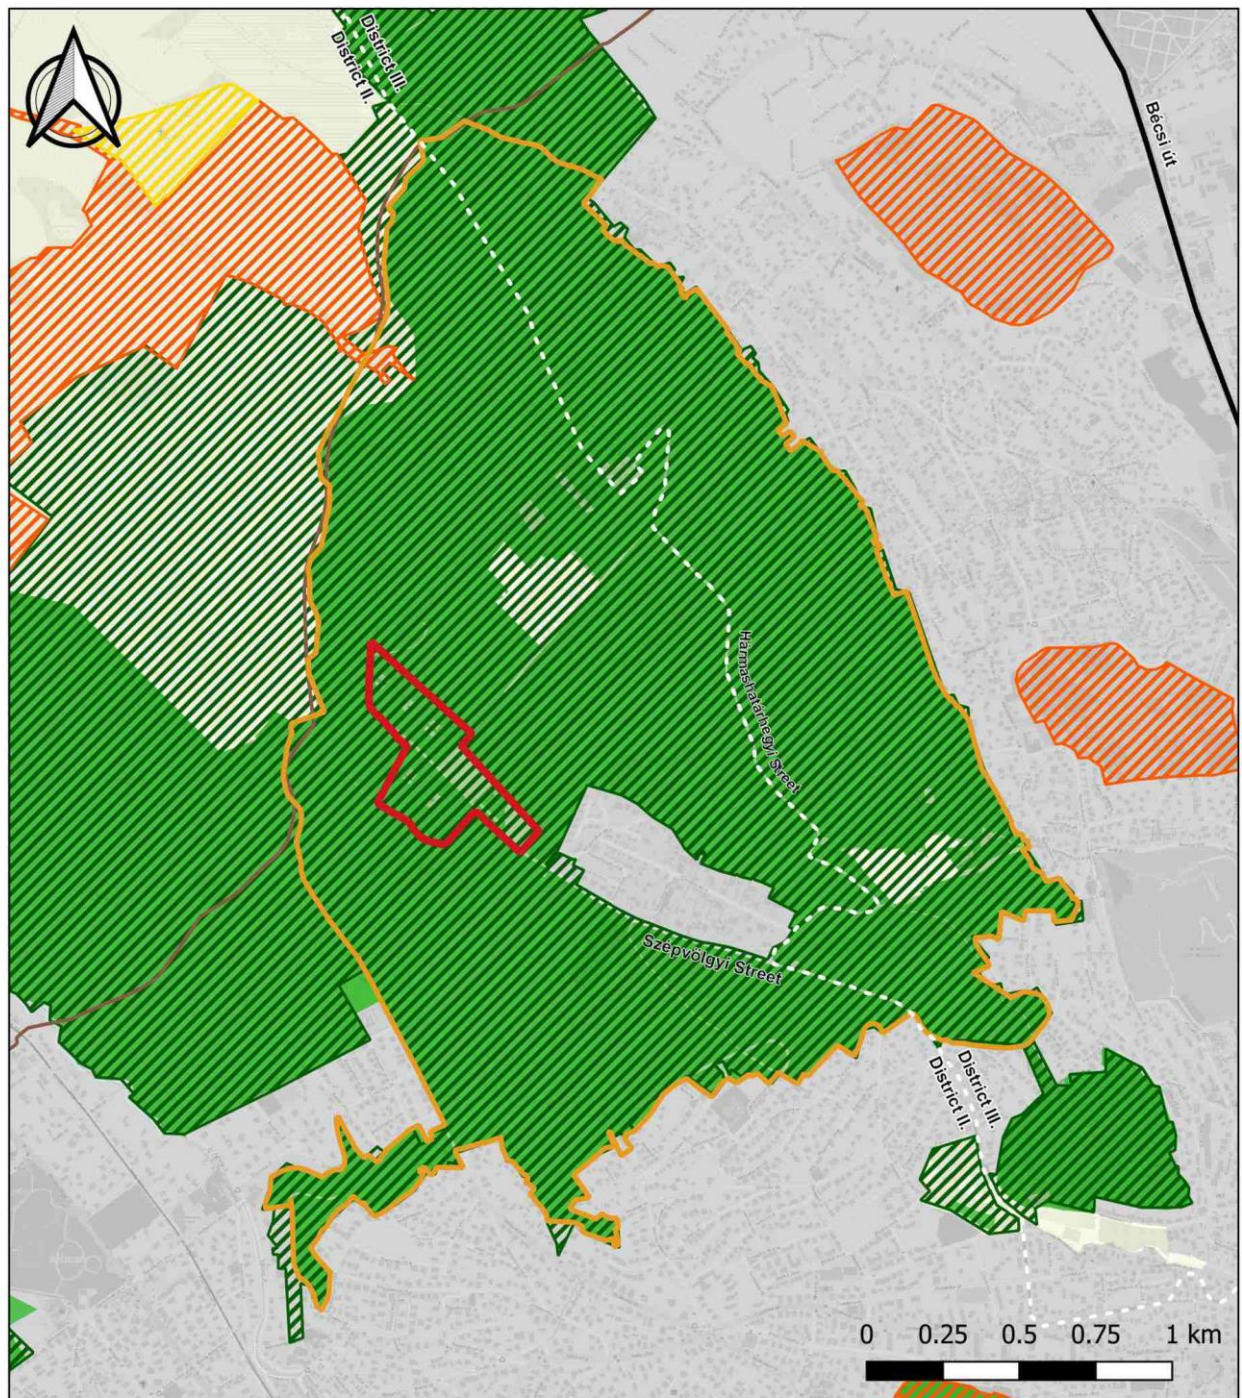 District III.
District II.
Bécsi út
Hármashatárhegyi Street
Szépvölgyi Street
District III.
District II.
0 0.25 0.5 0.75 1 km